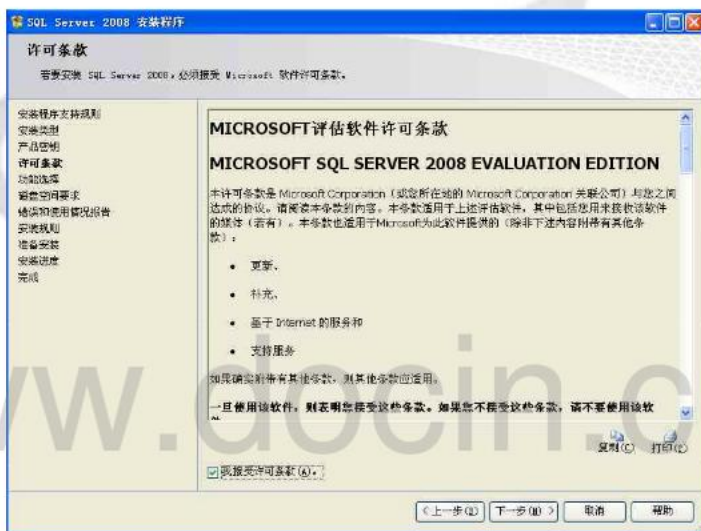 SQL Server 2008 安装程序
许可条款
若要安装 SQL Server 2008，必须接受 Microsoft 软件许可条款。
安装程序支持规则
安装类型
产品密钥
许可条款
功能选择
磁盘空间要求
错误和使用情况报告
安装规则
准备安装
安装进度
完成
MICROSOFT评估软件许可条款
MICROSOFT SQL SERVER 2008 EVALUATION EDITION
本许可条款是 Microsoft Corporation（或您所在地的 Microsoft Corporation 关联公司）与您之间
达成的协议。请阅读本条款的内容。本条款适用于上述评估软件，其中包括您用来接收该软件
的媒体（若有）。本条款也适用于Microsoft为此软件提供的（除非下述内容附带有其他条
款）：
• 更新、
• 补充、
• 基于 Internet 的服务和
• 支持服务
如果确实附带有其他条款，则其他条款应适用。
一旦使用该软件，则表明您接受这些条款。如果您不接受这些条款，请不要使用该软
复制(C) 打印(P)
我接受许可条款(A)。
<上一步(B) 下一步(N)> 取消 帮助
www.docin.c